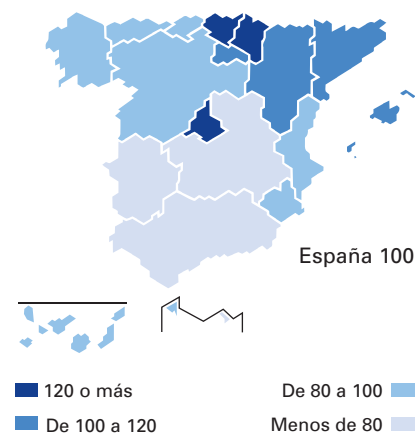 España 100
120 o más
De 80 a 100
De 100 a 120
Menos de 80